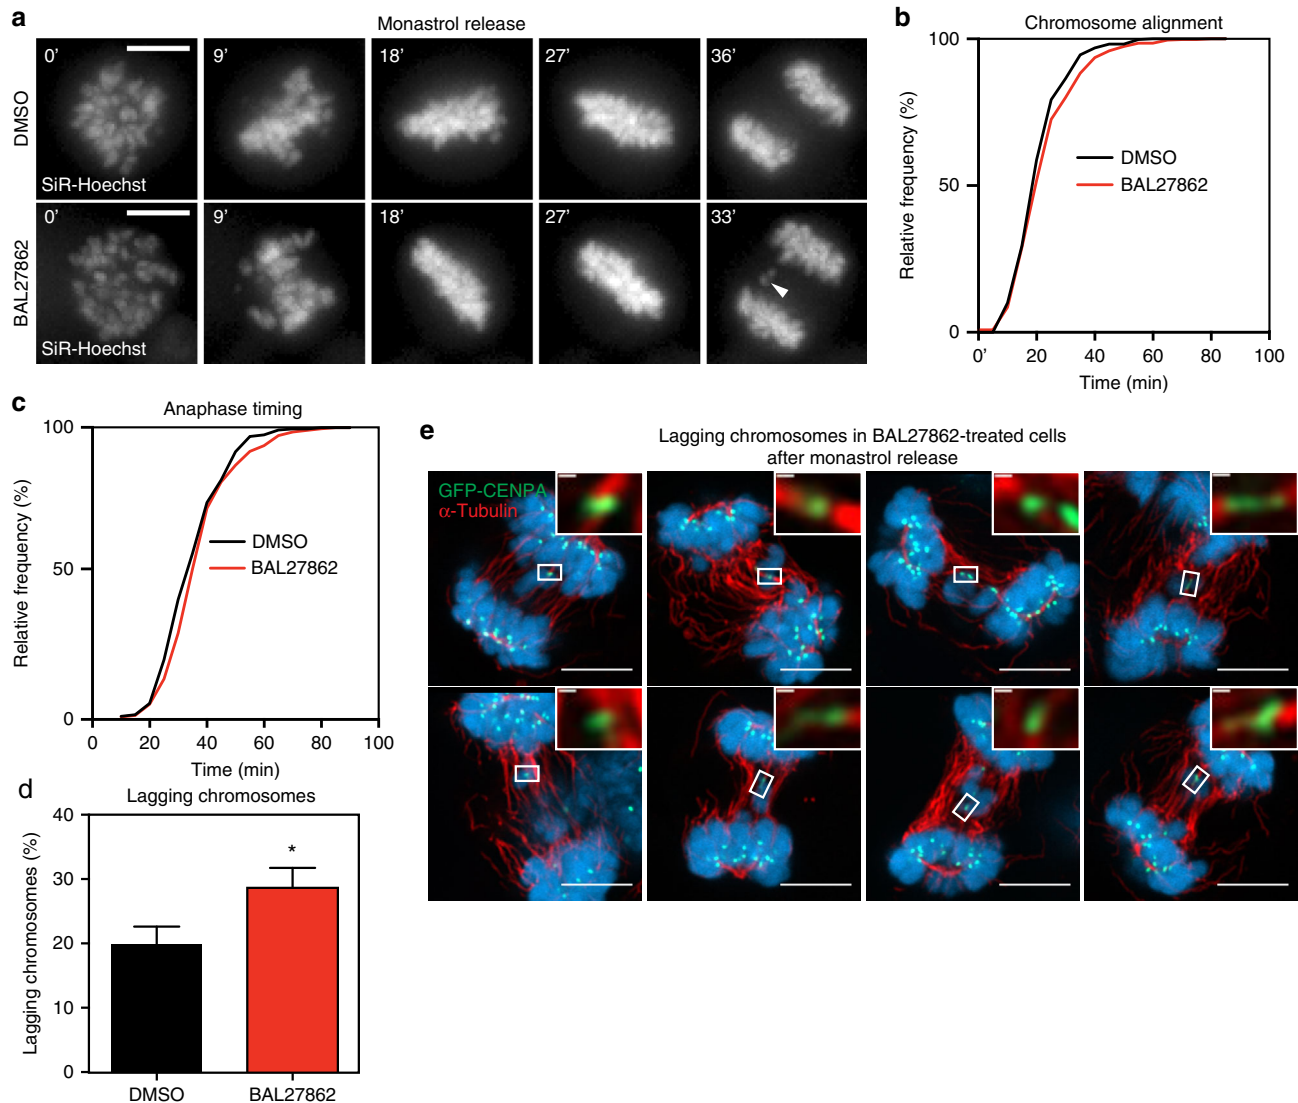 a
Monastrol release
DMSO
0’ 9’ 18’ 27’ 36’
SiR-Hoechst
BAL27862
0’ 9’ 18’ 27’ 33’
SiR-Hoechst
b
Chromosome alignment
Relative frequency (%)
100
50
0
DMSO
BAL27862
0’ 20 40 60 80 100
Time (min)
c
Anaphase timing
Relative frequency (%)
100
50
0
DMSO
BAL27862
0 20 40 60 80 100
Time (min)
d
Lagging chromosomes
Lagging chromosomes (%)
40
30
20
10
0
*
DMSO BAL27862
e
Lagging chromosomes in BAL27862-treated cells
after monastrol release
GFP-CENPA
α-Tubulin